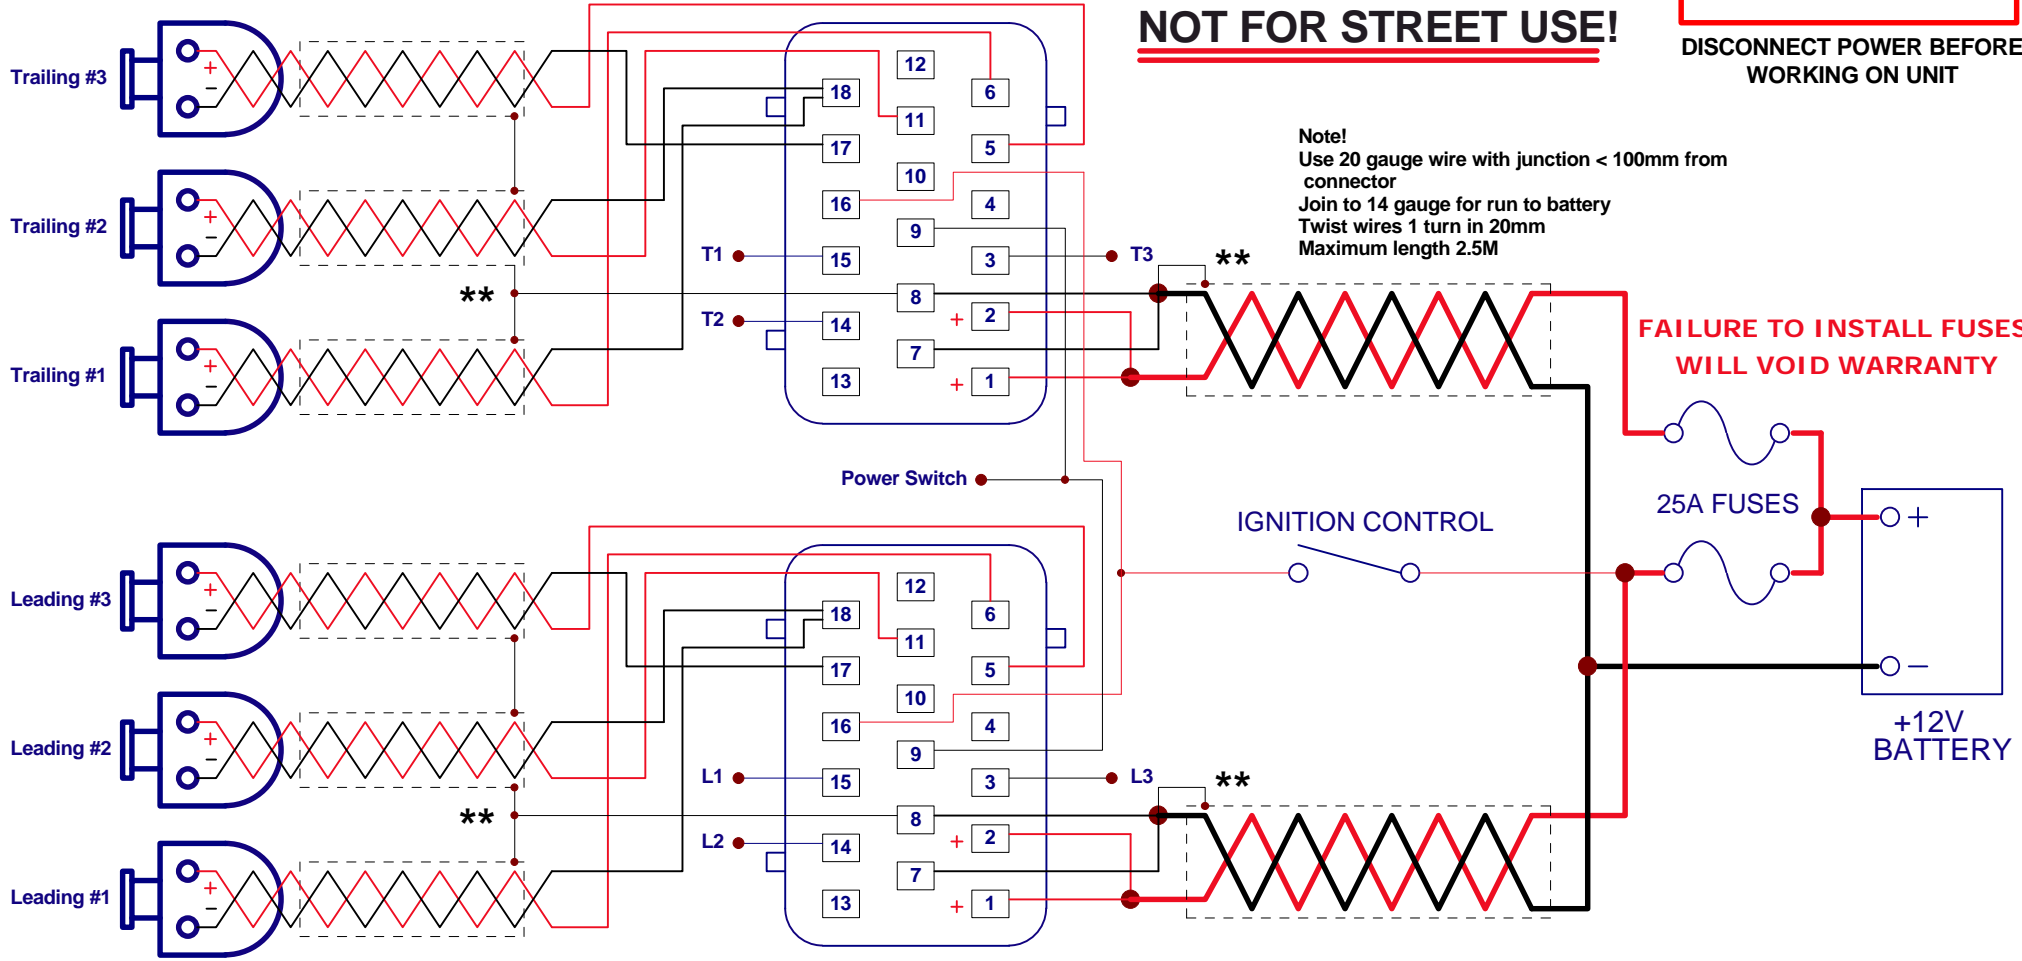 NOT FOR STREET USE!
DISCONNECT POWER BEFORE
WORKING ON UNIT
Note!
Use 20 gauge wire with junction < 100mm from
connector
Join to 14 gauge for run to battery
Twist wires 1 turn in 20mm
Maximum length 2.5M
FAILURE TO INSTALL FUSES
WILL VOID WARRANTY
Trailing #3
+
−
Trailing #2
+
−
Trailing #1
+
−
**
12
18
6
11
17
5
10
16
4
9
T1
15
3
T3
**
8
T2
14
+ 2
7
13
+ 1
Power Switch
IGNITION CONTROL
25A FUSES
+
−
+12V
BATTERY
Leading #3
+
−
Leading #2
+
−
Leading #1
+
−
**
12
18
6
11
17
5
10
16
4
9
L1
15
3
L3
**
8
L2
14
+ 2
7
13
+ 1